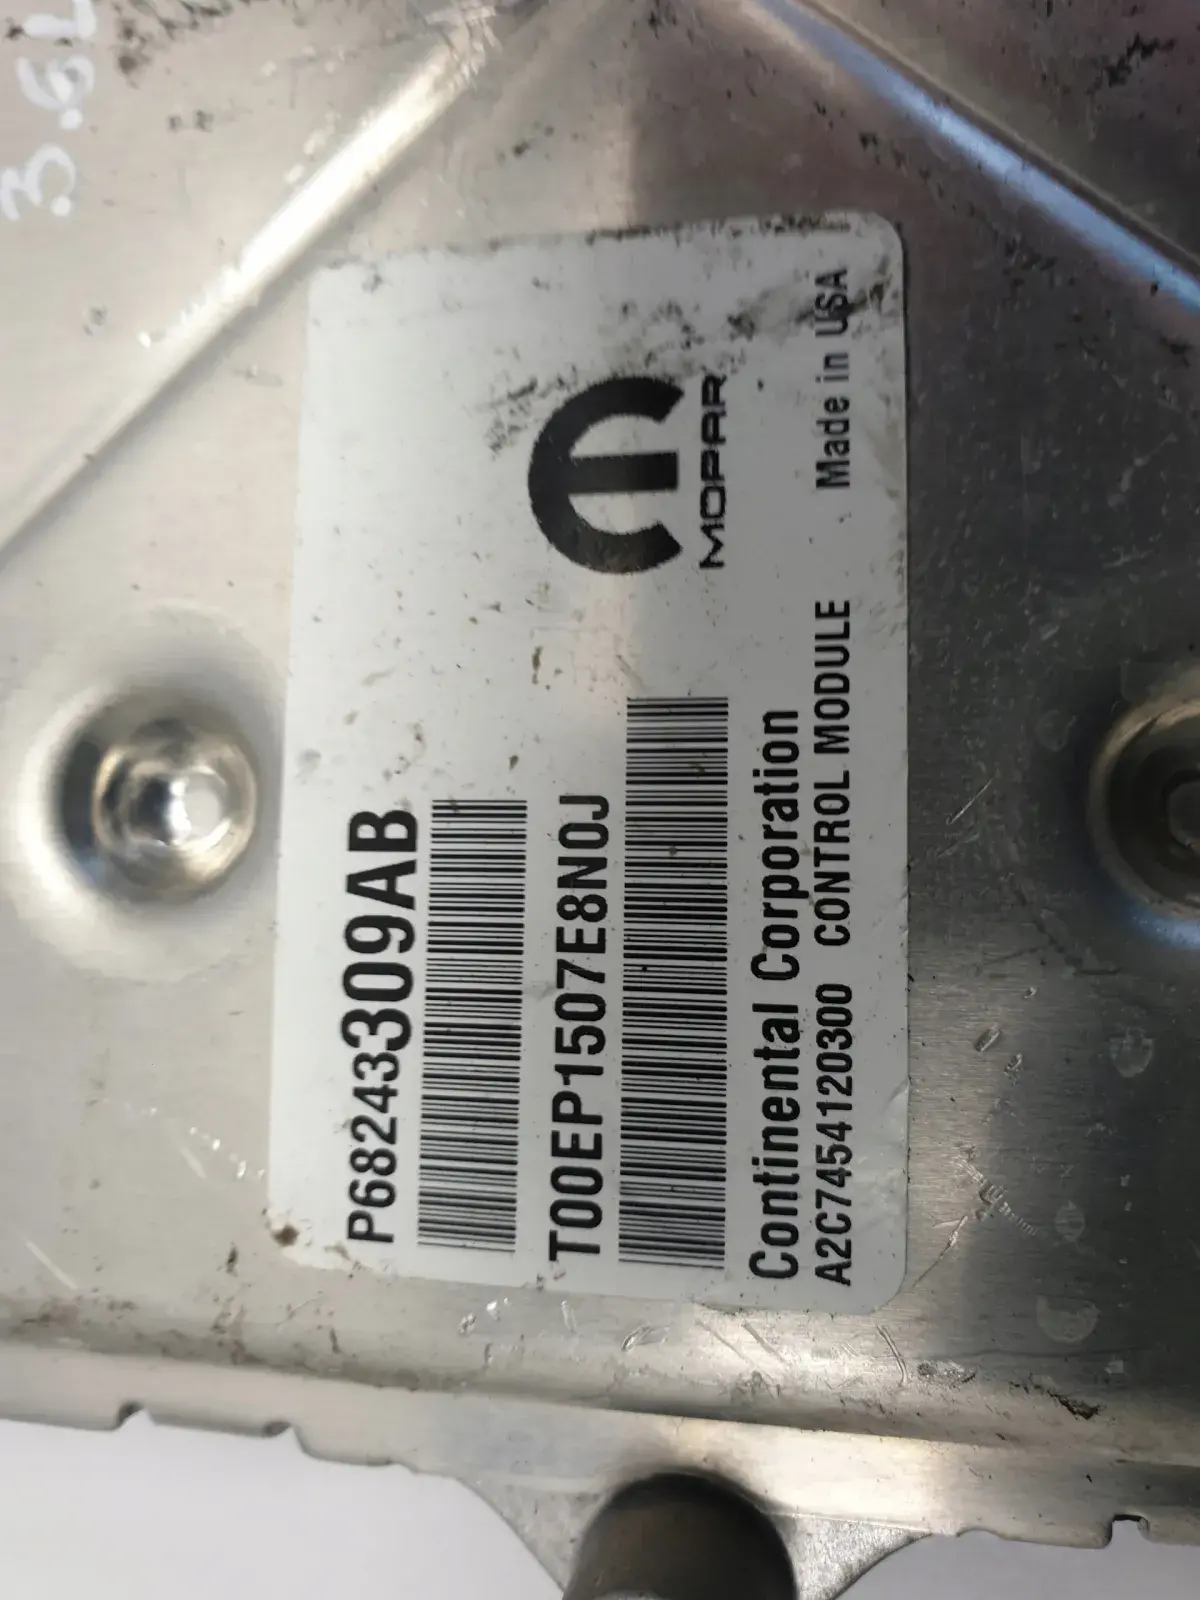 3.6L
P68243309AB
T00EP1507E8N0J
MOPAR
Continental Corporation
A2C7454120300 CONTROL MODULE Made in USA